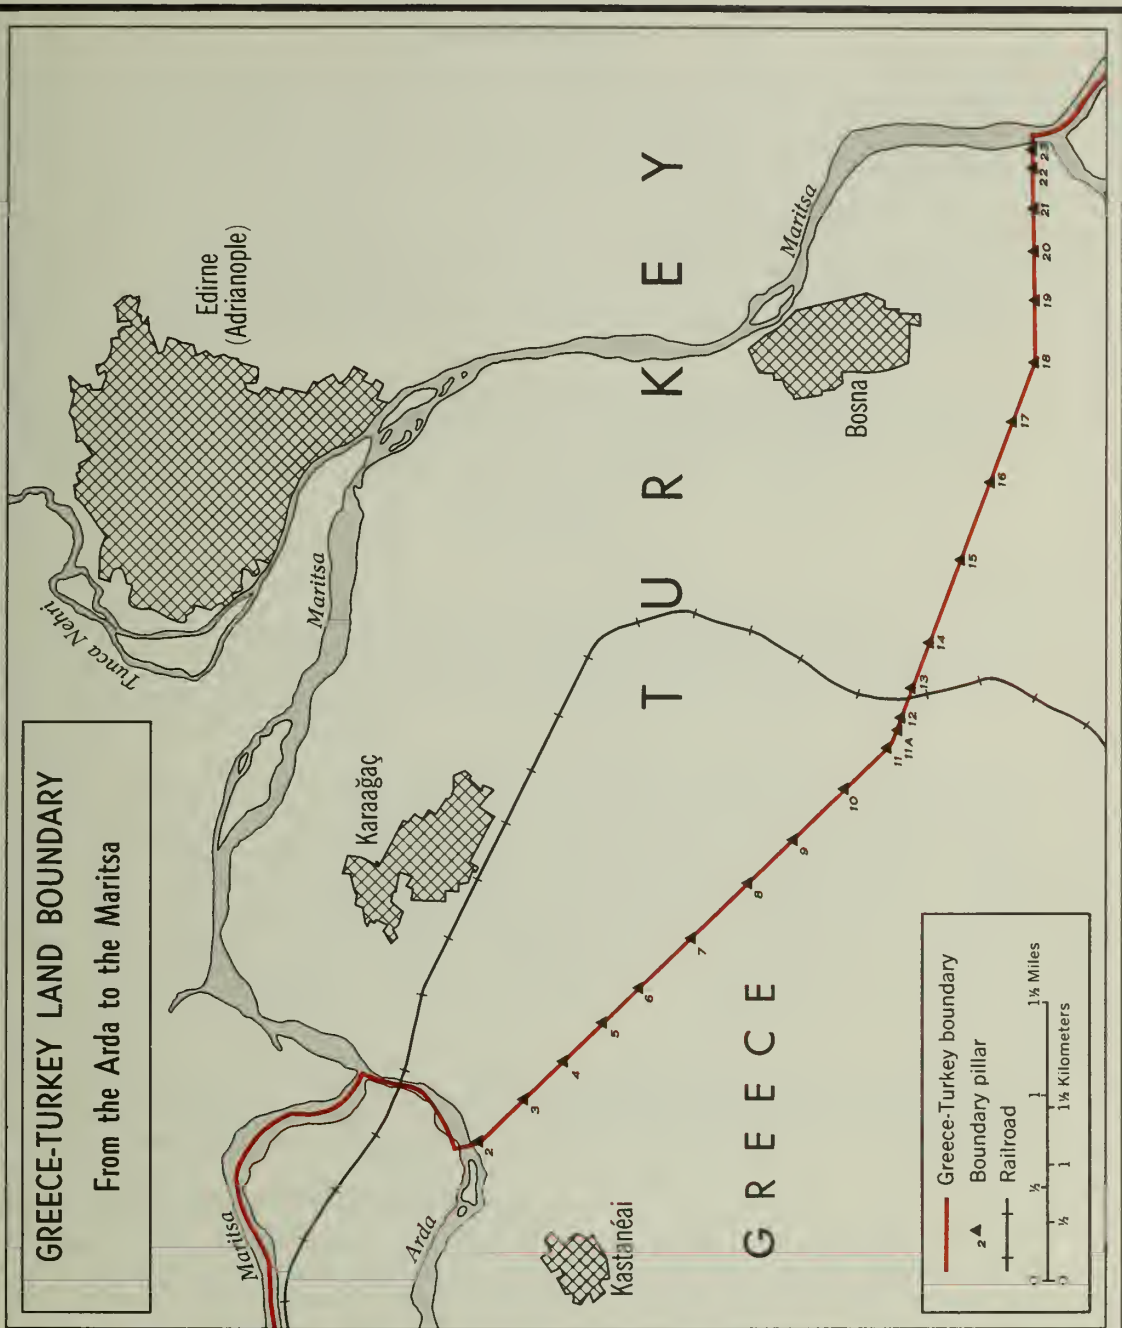 GREECE-TURKEY LAND BOUNDARY
From the Arda to the Maritsa
Tunca Nehri
Edirne
(Adrianople)
Maritsa
Karaağaç
Maritsa
Arda
Kastanéai
Maritsa
Bosna
T U R K E Y
G R E E C E
2
3
4
5
6
7
8
9
10
11
11A
12
13
14
15
16
17
18
19
20
21
22
23
Greece-Turkey boundary
2 Boundary pillar
Railroad
0 ½ 1 1½ Miles
0 ½ 1 1½ Kilometers